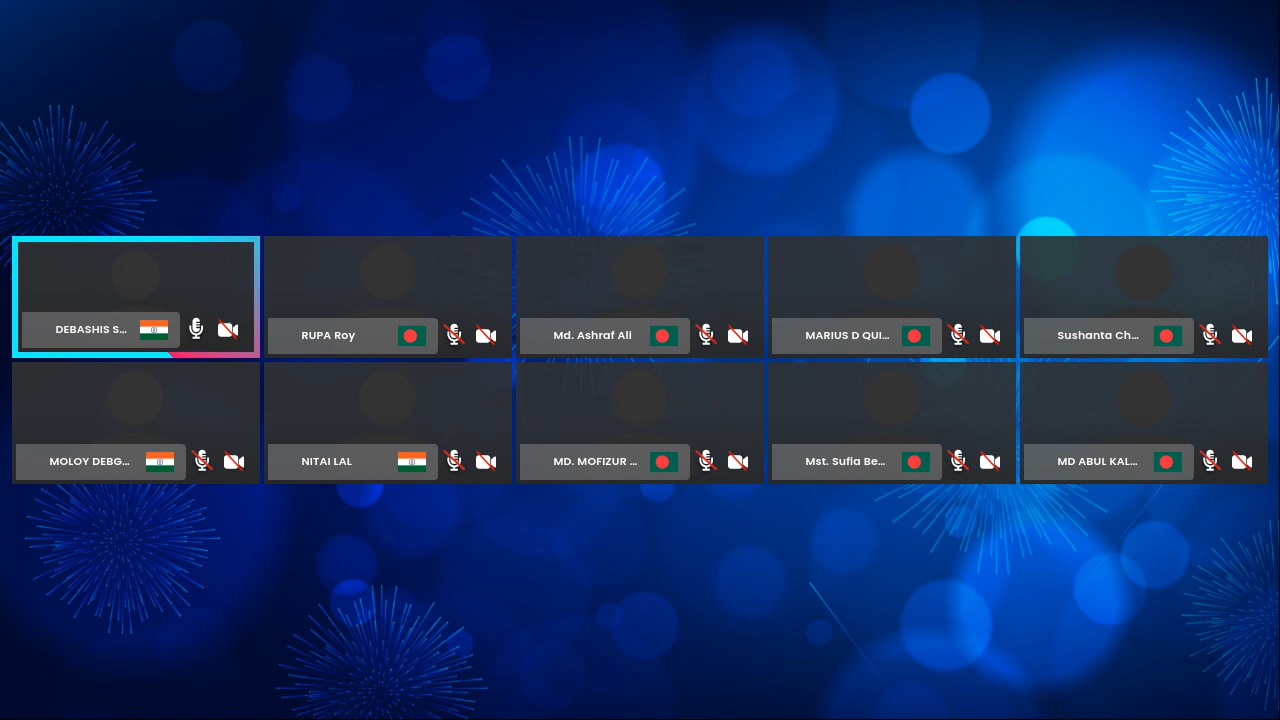 DEBASHIS S...
RUPA Roy
Md. Ashraf Ali
MARIUS D QUI...
Sushanta Ch...
MOLOY DEBG...
NITAI LAL
MD. MOFIZUR ...
Mst. Sufia Be...
MD ABUL KAL...